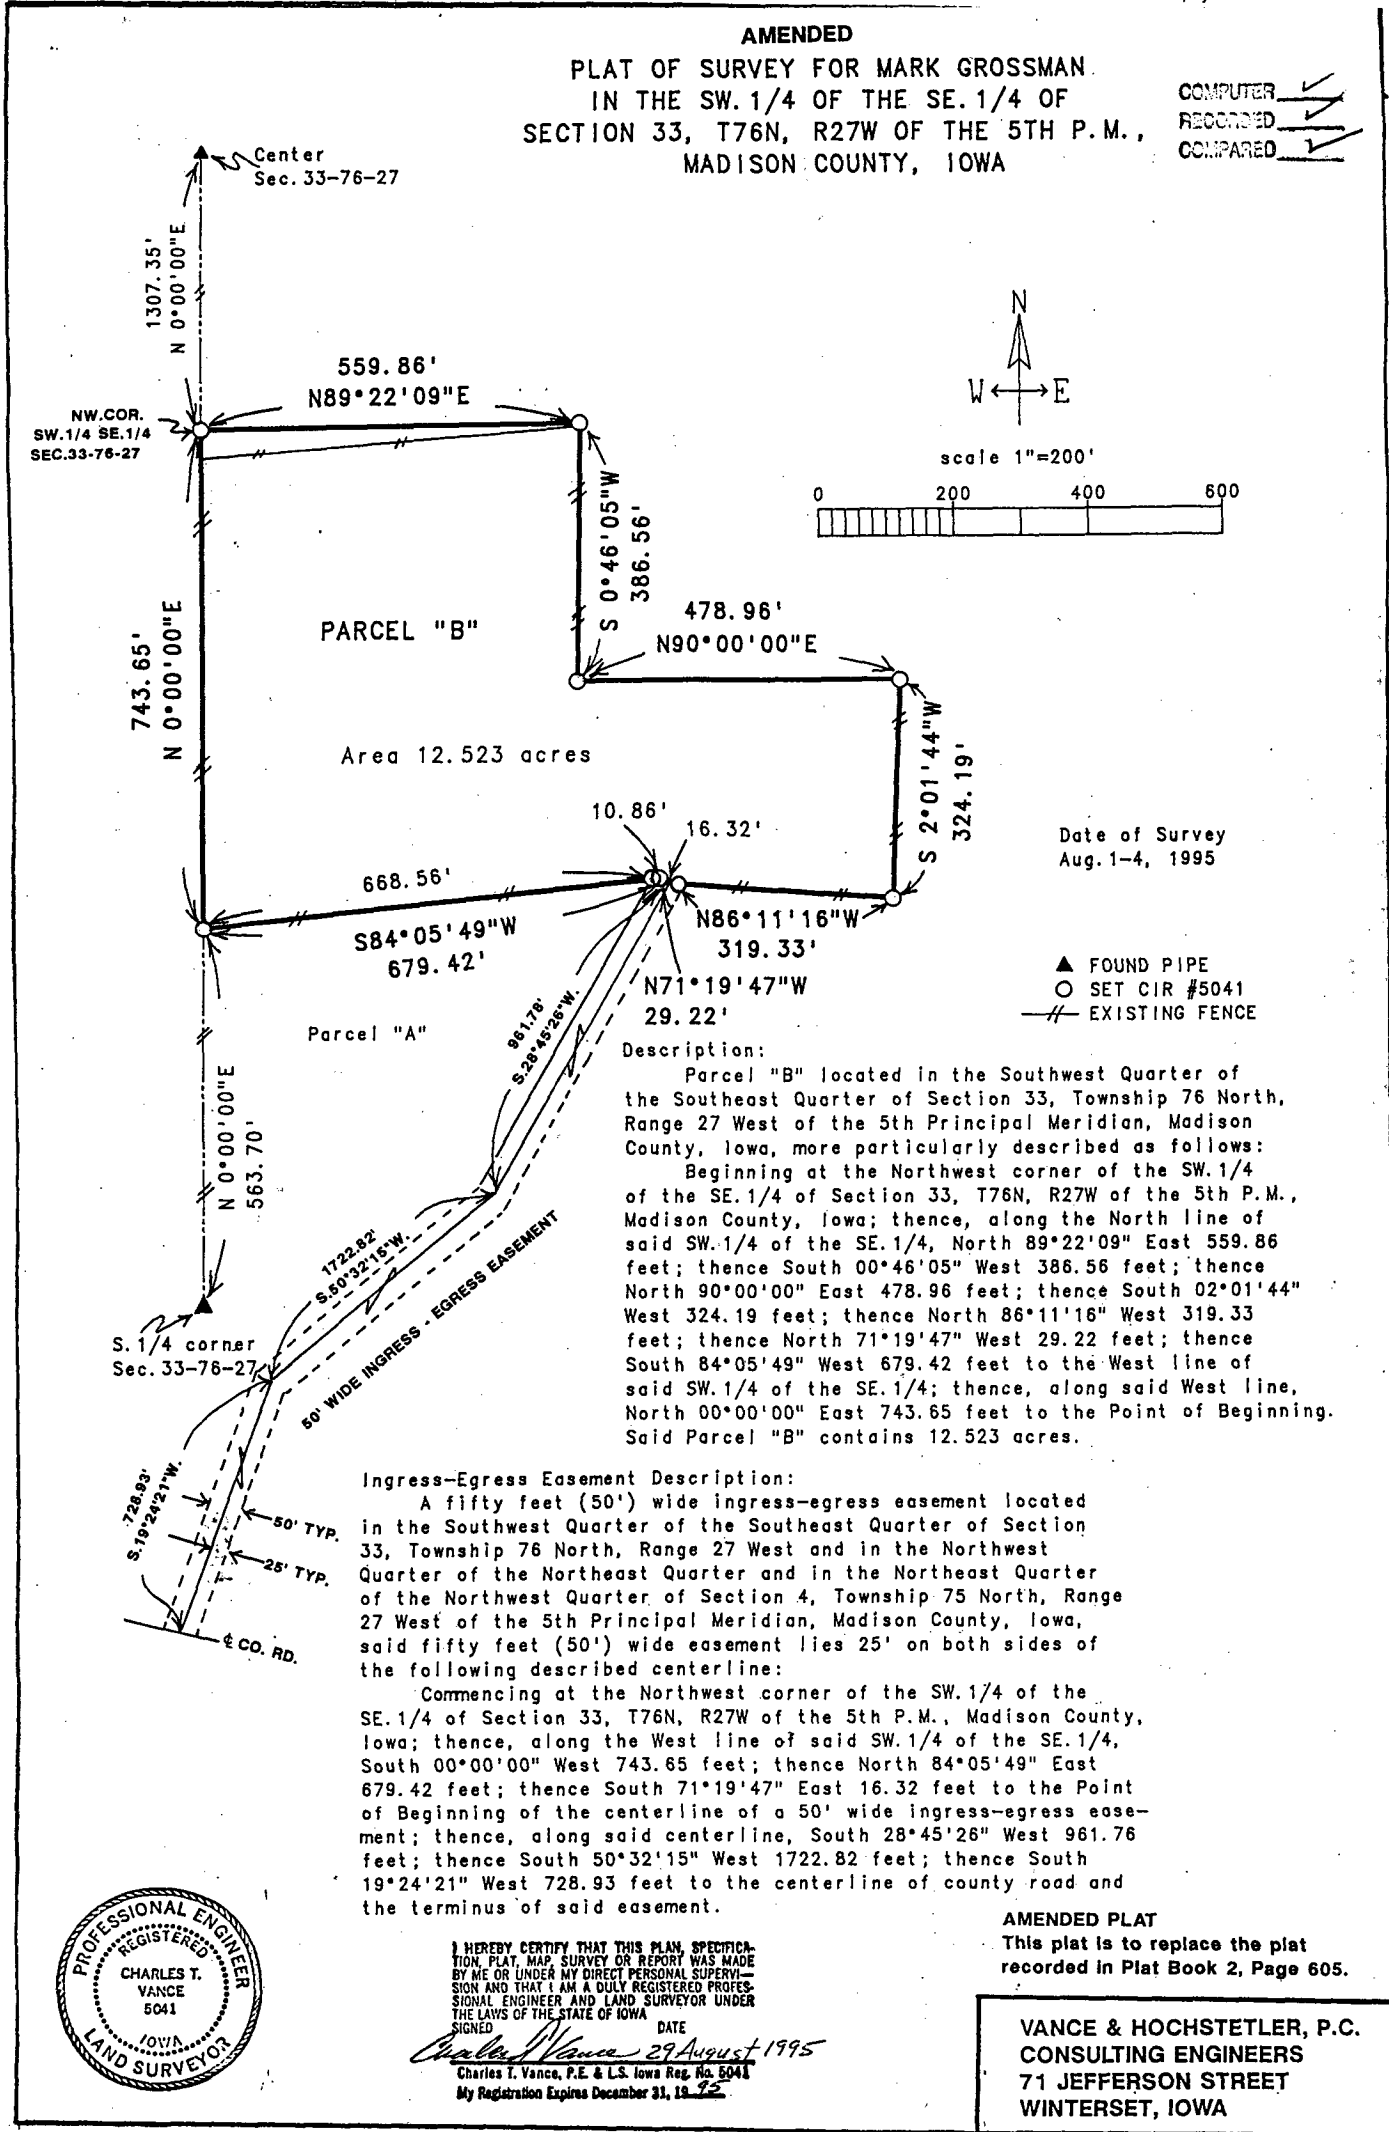 AMENDED
PLAT OF SURVEY FOR MARK GROSSMAN
IN THE SW.1/4 OF THE SE.1/4 OF
SECTION 33, T76N, R27W OF THE 5TH P.M.,
MADISON COUNTY, IOWA
COMPUTER
RECORDED
COMPARED
Center
Sec.33-76-27
1307.35'
N 0°00'00"E
559.86'
N89°22'09"E
NW.COR.
SW.1/4 SE.1/4
SEC.33-76-27
N
W E
scale 1"=200'
0 200 400 600
S 0°46'05"W
386.56'
478.96'
N90°00'00"E
PARCEL "B"
743.65'
N 0°00'00"E
Area 12.523 acres
S 2°01'44"W
324.19'
10.86'
16.32'
Date of Survey
Aug.1-4, 1995
668.56'
S84°05'49"W
679.42'
N86°11'16"W
319.33'
N71°19'47"W
29.22'
▲ FOUND PIPE
○ SET CIR #5041
—//— EXISTING FENCE
Parcel "A"
961.78'
S.28°45'26"W.
N 0°00'00"E
563.70'
Description:
Parcel "B" located in the Southwest Quarter of
the Southeast Quarter of Section 33, Township 76 North,
Range 27 West of the 5th Principal Meridian, Madison
County, Iowa, more particularly described as follows:
Beginning at the Northwest corner of the SW.1/4
of the SE.1/4 of Section 33, T76N, R27W of the 5th P.M.,
Madison County, Iowa; thence, along the North line of
said SW.1/4 of the SE.1/4, North 89°22'09" East 559.86
feet; thence South 00°46'05" West 386.56 feet; thence
North 90°00'00" East 478.96 feet; thence South 02°01'44"
West 324.19 feet; thence North 86°11'16" West 319.33
feet; thence North 71°19'47" West 29.22 feet; thence
South 84°05'49" West 679.42 feet to the West line of
said SW.1/4 of the SE.1/4; thence, along said West line,
North 00°00'00" East 743.65 feet to the Point of Beginning.
Said Parcel "B" contains 12.523 acres.
1722.82'
S.50°32'15"W.
50' WIDE INGRESS - EGRESS EASEMENT
S.1/4 corner
Sec.33-76-27
728.93'
S.19°24'21"W.
50' TYP.
25' TYP.
℄ CO. RD.
Ingress-Egress Easement Description:
A fifty feet (50') wide ingress-egress easement located
in the Southwest Quarter of the Southeast Quarter of Section
33, Township 76 North, Range 27 West and in the Northwest
Quarter of the Northeast Quarter and in the Northeast Quarter
of the Northwest Quarter of Section 4, Township 75 North, Range
27 West of the 5th Principal Meridian, Madison County, Iowa,
said fifty feet (50') wide easement lies 25' on both sides of
the following described centerline:
Commencing at the Northwest corner of the SW.1/4 of the
SE.1/4 of Section 33, T76N, R27W of the 5th P.M., Madison County,
Iowa; thence, along the West line of said SW.1/4 of the SE.1/4,
South 00°00'00" West 743.65 feet; thence North 84°05'49" East
679.42 feet; thence South 71°19'47" East 16.32 feet to the Point
of Beginning of the centerline of a 50' wide ingress-egress ease-
ment; thence, along said centerline, South 28°45'26" West 961.76
feet; thence South 50°32'15" West 1722.82 feet; thence South
19°24'21" West 728.93 feet to the centerline of county road and
the terminus of said easement.
PROFESSIONAL ENGINEER
REGISTERED
CHARLES T.
VANCE
5041
IOWA
LAND SURVEYOR
I HEREBY CERTIFY THAT THIS PLAN, SPECIFICA-
TION, PLAT, MAP, SURVEY OR REPORT WAS MADE
BY ME OR UNDER MY DIRECT PERSONAL SUPERVI-
SION AND THAT I AM A DULY REGISTERED PROFES-
SIONAL ENGINEER AND LAND SURVEYOR UNDER
THE LAWS OF THE STATE OF IOWA
SIGNED DATE
Charles T Vance 29 August 1995
Charles T. Vance, P.E. & L.S. Iowa Reg. No. 5041
My Registration Expires December 31, 19 95
AMENDED PLAT
This plat is to replace the plat
recorded in Plat Book 2, Page 605.
VANCE & HOCHSTETLER, P.C.
CONSULTING ENGINEERS
71 JEFFERSON STREET
WINTERSET, IOWA